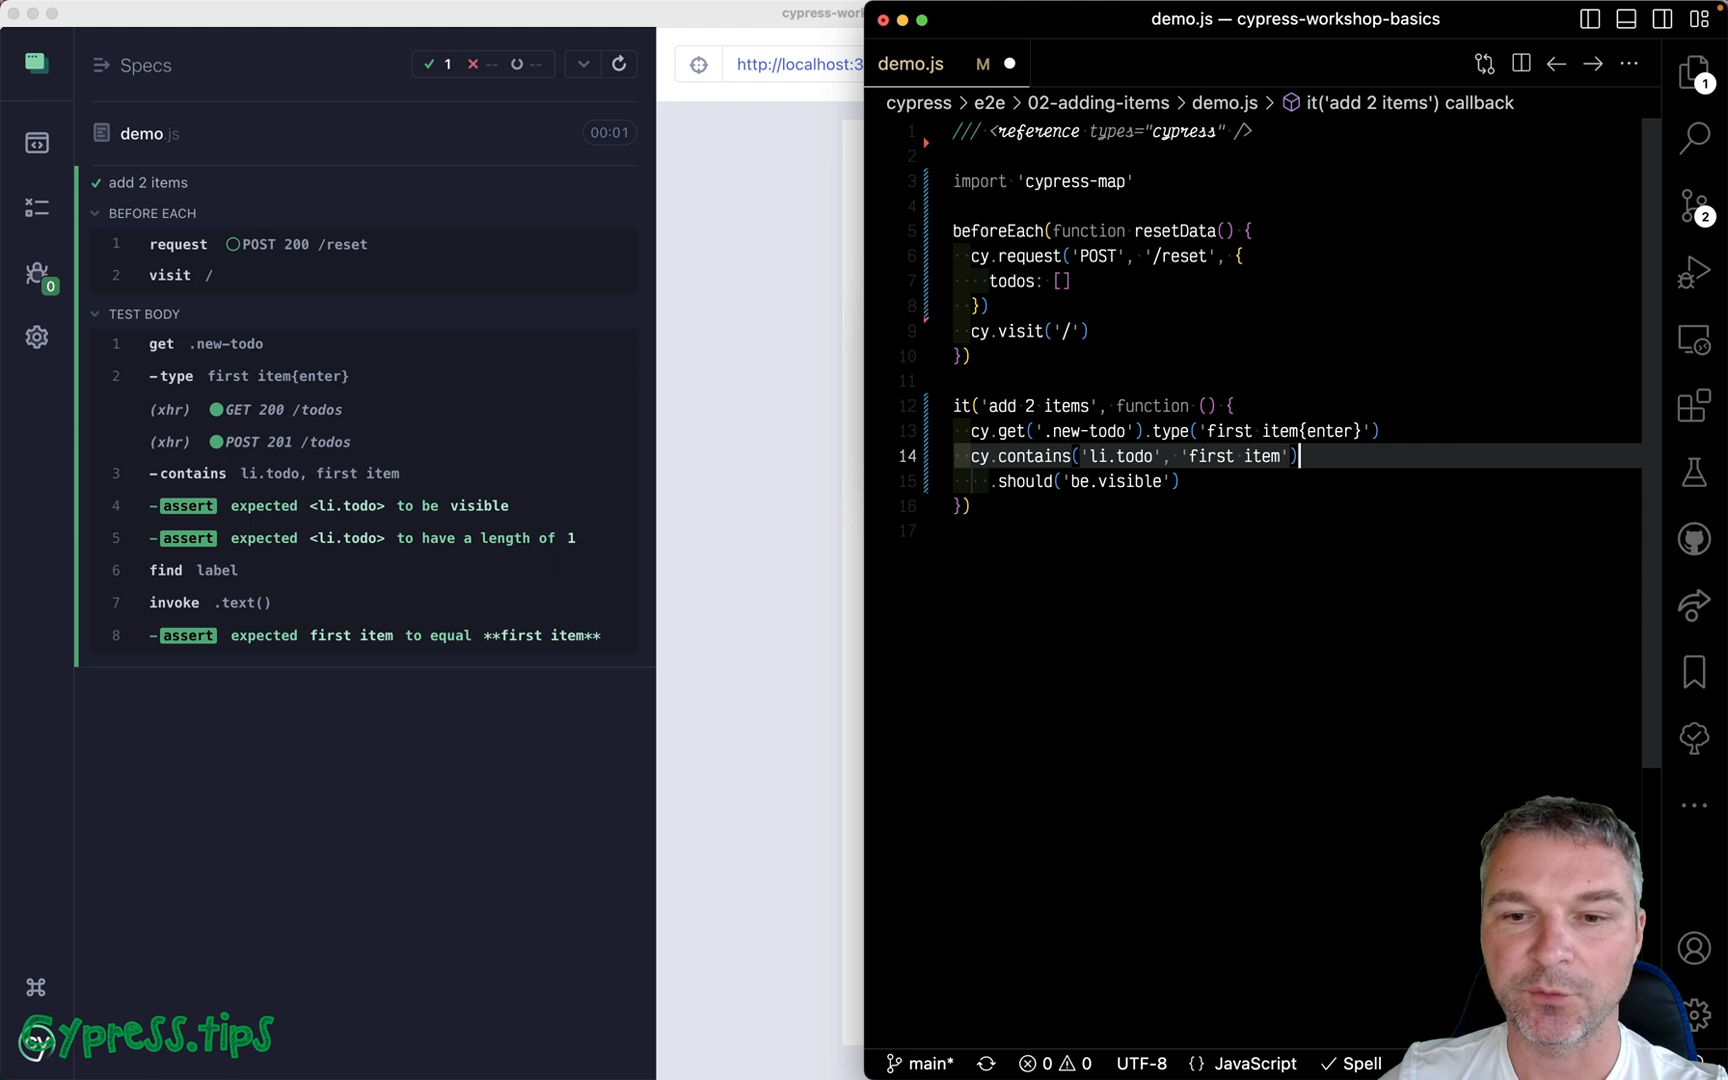 cypress-wor
demo.js — cypress-workshop-basics
Specs
1
--
--
http://localhost:3
demo.js
M
1
cypress > e2e > 02-adding-items > demo.js > it('add 2 items') callback
demo.js
00:01
add 2 items
BEFORE EACH
1 request POST 200 /reset
2 visit /
TEST BODY
1 get .new-todo
2 -type first item{enter}
(xhr) GET 200 /todos
(xhr) POST 201 /todos
3 -contains li.todo, first item
4 -assert expected <li.todo> to be visible
5 -assert expected <li.todo> to have a length of 1
6 find label
7 invoke .text()
8 -assert expected first item to equal **first item**
0
1 /// <reference types="cypress" />
2
3 import 'cypress-map'
4
5 beforeEach(function resetData() {
6 cy.request('POST', '/reset', {
7 todos: []
8 })
9 cy.visit('/')
10 })
11
12 it('add 2 items', function () {
13 cy.get('.new-todo').type('first item{enter}')
14 cy.contains('li.todo', 'first item')
15 .should('be.visible')
16 })
17
2
Cypress.tips
cy
main* 0 0 UTF-8 {} JavaScript Spell